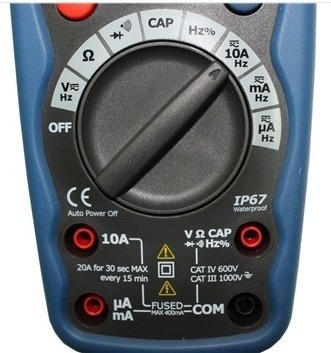 CAP
Hz%
Ω
10A
Hz
V
Hz
mA
Hz
µA
Hz
OFF
CE
Auto Power Off
IP67
Waterproof
10A
V Ω CAP
Hz%
20A for 30 sec MAX
every 15 min
CAT IV 600V
CAT III 1000V
µA
mA
FUSED
MAX 400mA
COM